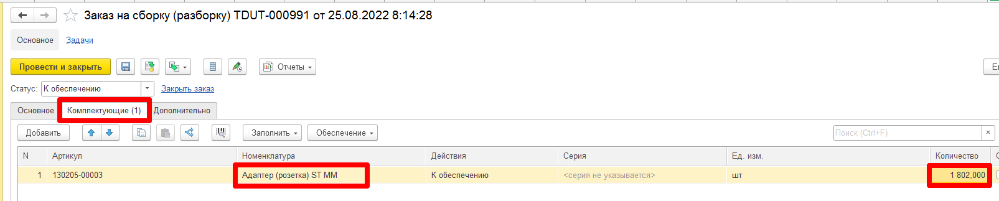 Заказ на сборку (разборку) TDUT-000991 от 25.08.2022 8:14:28
Основное Задачи
Провести и закрыть Отчеты
Статус: К обеспечению Закрыть заказ
Основное Комплектующие (1) Дополнительно
Добавить Заполнить Обеспечение Поиск (Ctrl+F) ×
N Артикул Номенклатура Действия Серия Ед. изм. Количество
1 130205-00003 Адаптер (розетка) ST MM К обеспечению <серия не указывается> шт 1 802,000